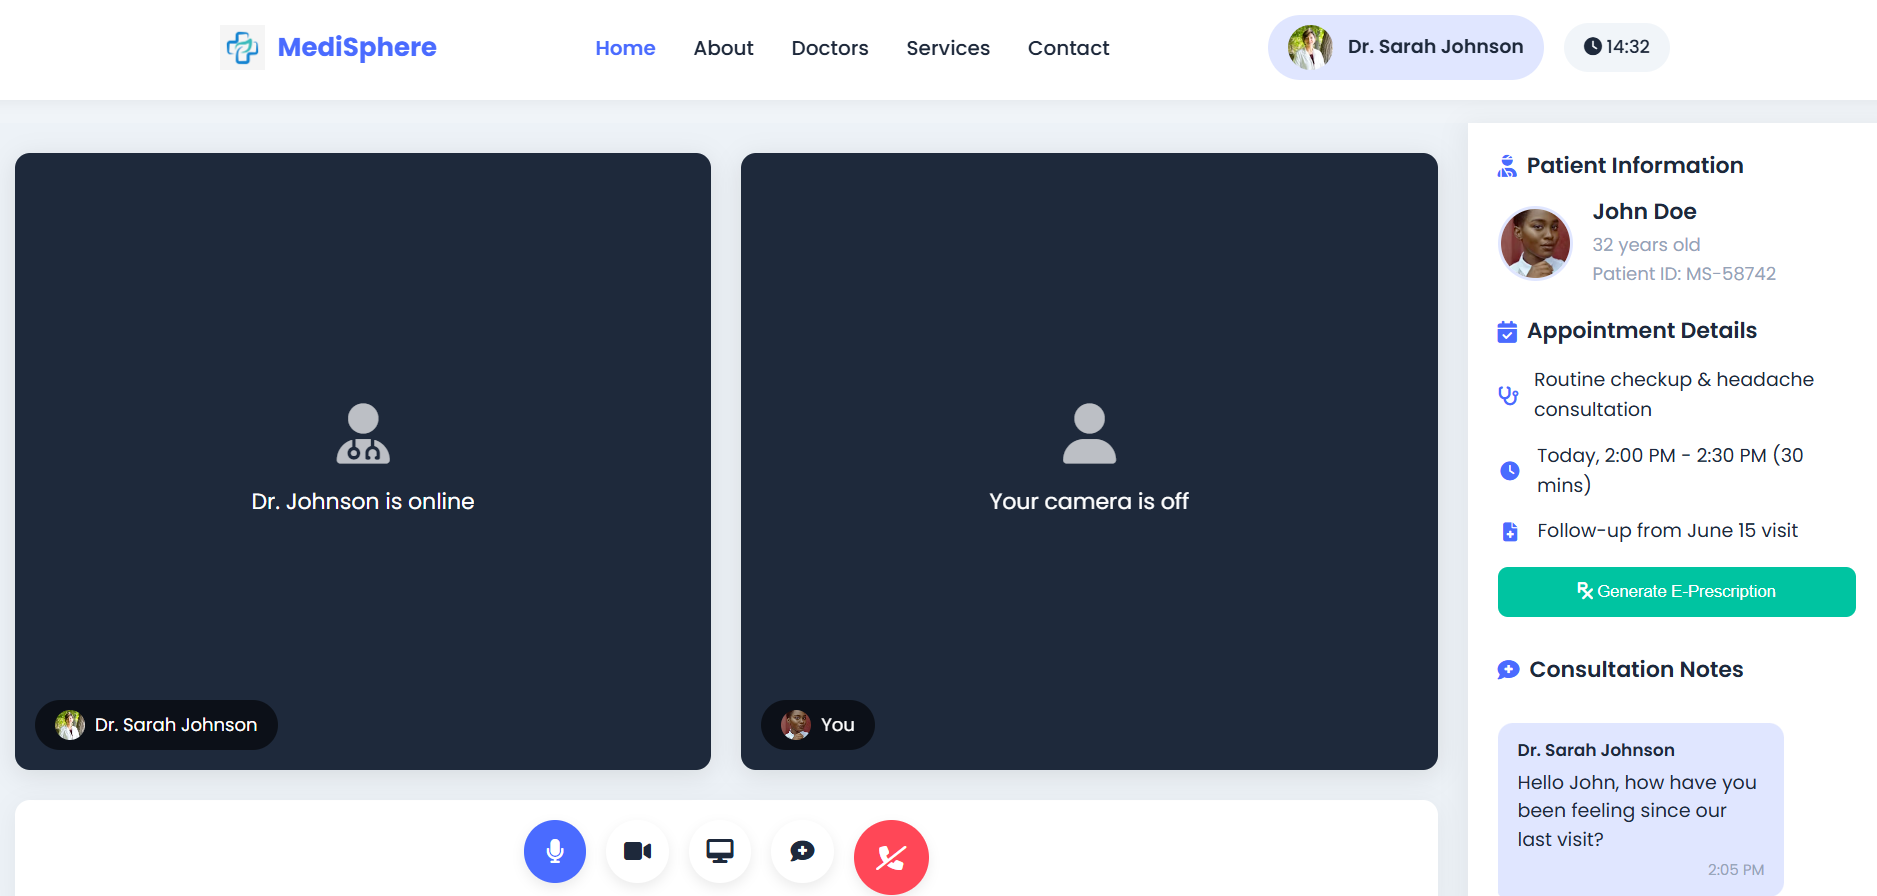 MediSphere
Home
About
Doctors
Services
Contact
Dr. Sarah Johnson
14:32
Dr. Johnson is online
Dr. Sarah Johnson
Your camera is off
You
Patient Information
John Doe
32 years old
Patient ID: MS-58742
Appointment Details
Routine checkup & headache
consultation
Today, 2:00 PM - 2:30 PM (30
mins)
Follow-up from June 15 visit
Generate E-Prescription
Consultation Notes
Dr. Sarah Johnson
Hello John, how have you
been feeling since our
last visit?
2:05 PM